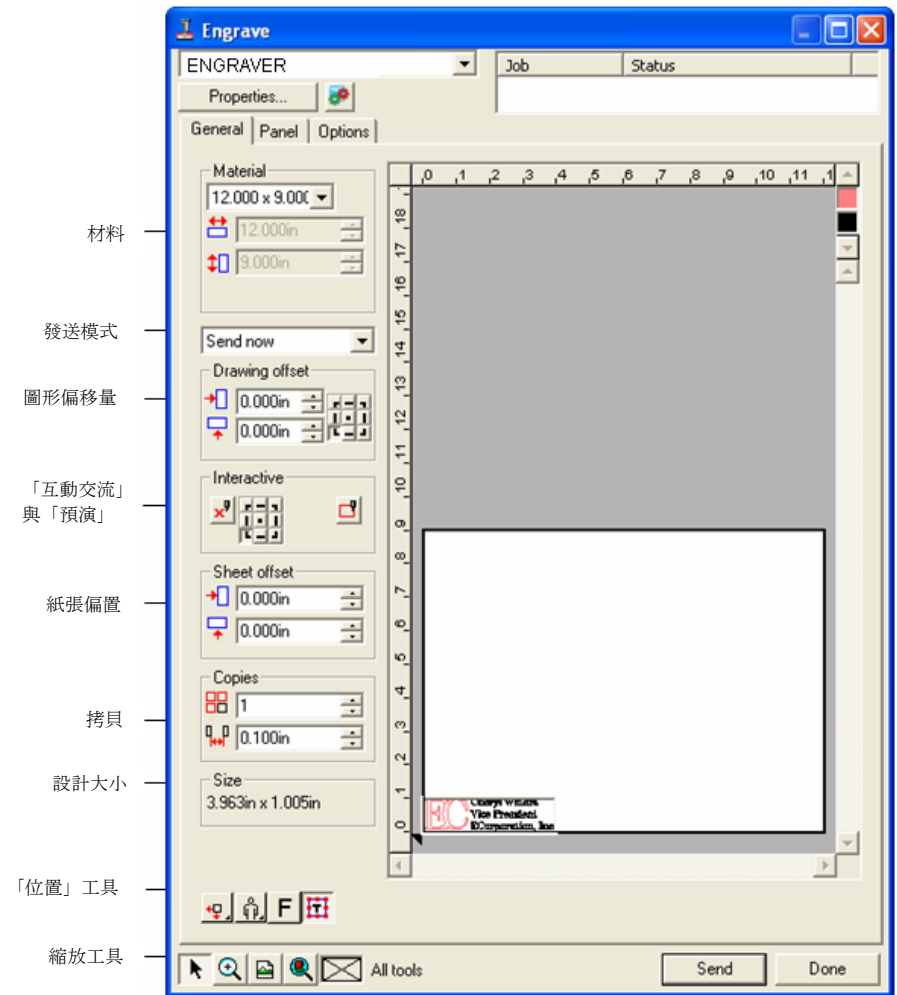 Engrave
ENGRAVER
Job Status
Properties...
General Panel Options
Material
12.000 x 9.00
材料
12.000in
9.000in
發送模式
Send now
Drawing offset
圖形偏移量
0.000in
0.000in
「互動交流」
與「預演」
Interactive
Sheet offset
紙張偏置
0.000in
0.000in
Copies
拷貝
1
0.100in
設計大小
Size
3.963in x 1.005in
「位置」工具
F
T
縮放工具
All tools
Send Done
0 1 2 3 4 5 6 7 8 9 10 11 1
18
17
16
15
14
13
12
11
10
9
8
7
6
5
4
3
2
1
0
EC
Vice President
ECorporation, Inc